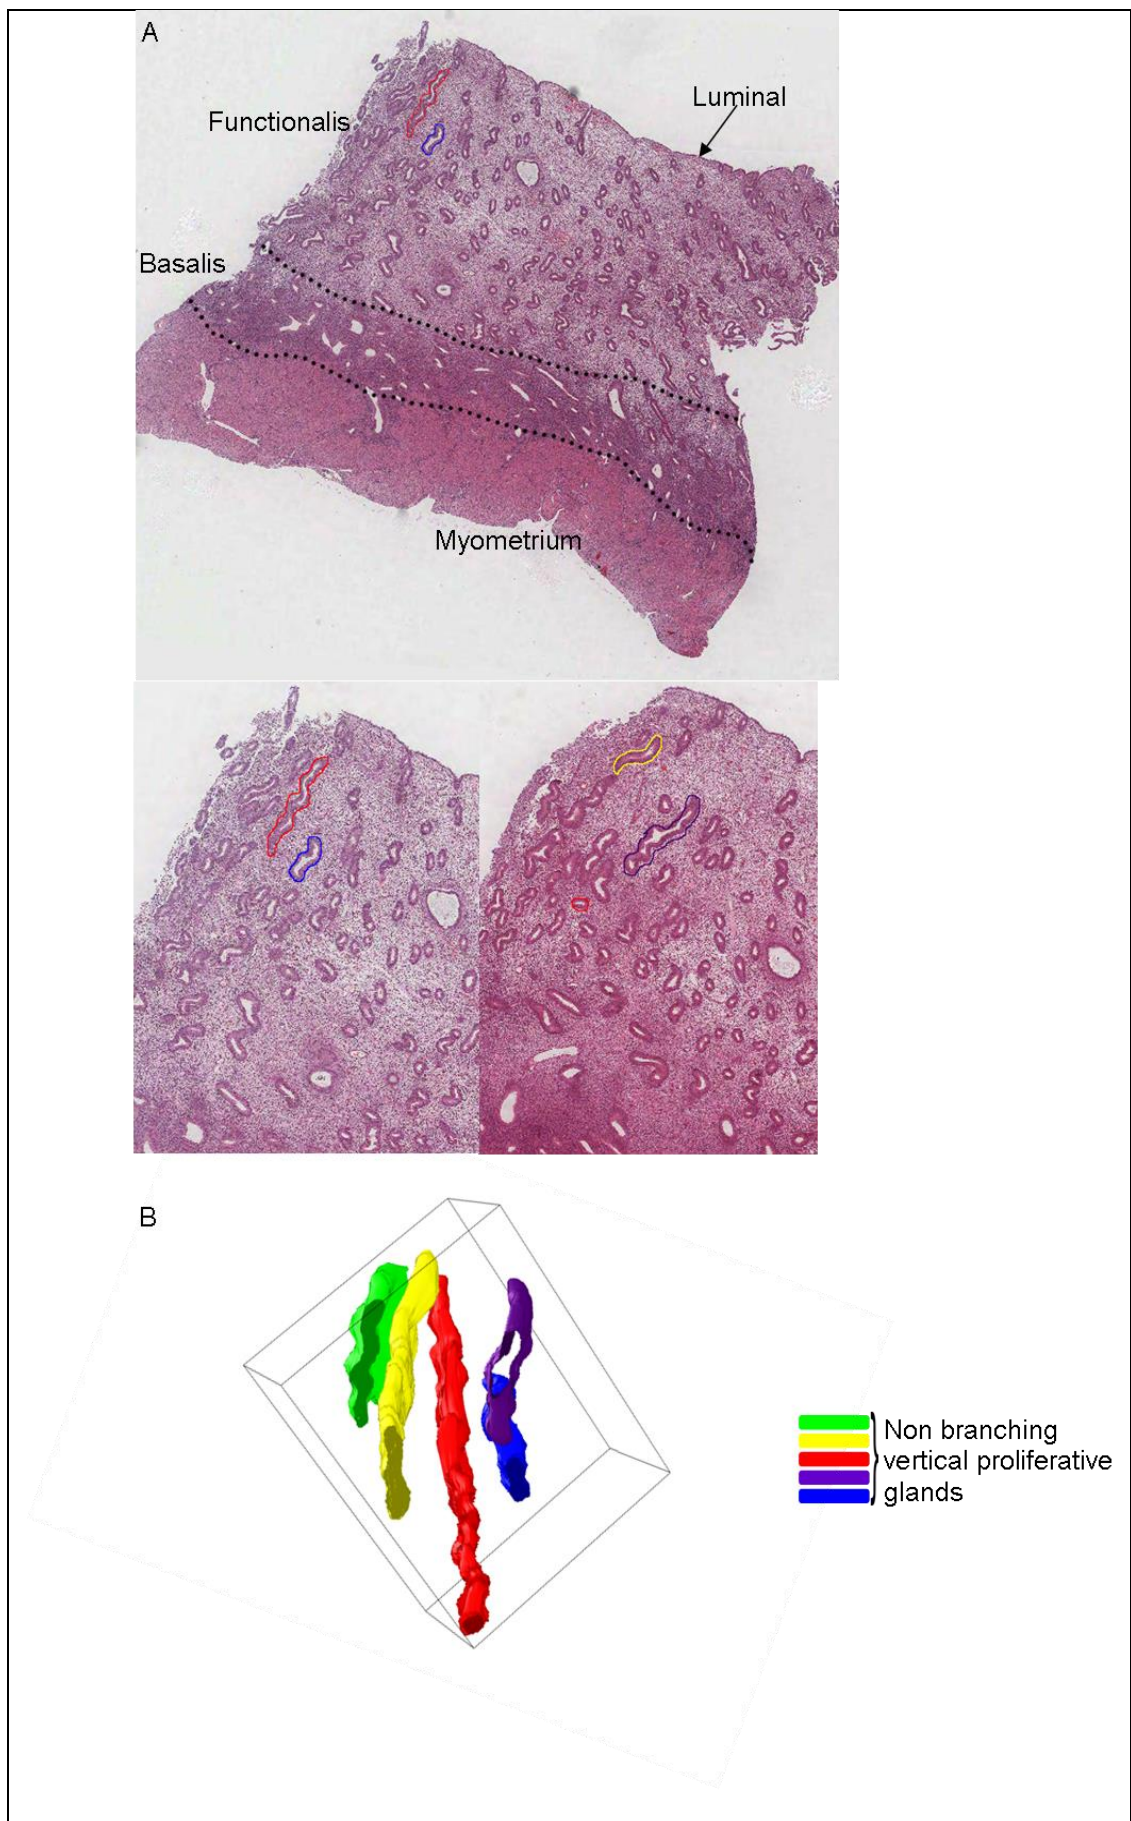 A
Luminal
Functionalis
Basalis
Myometrium
B
Non branching
vertical proliferative
glands